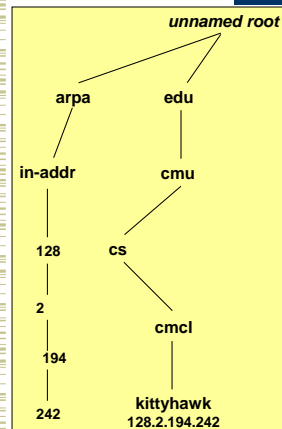 unnamed root
arpa edu
in-addr cmu
128 cs
2
cmcl
194
242 kittyhawk
128.2.194.242